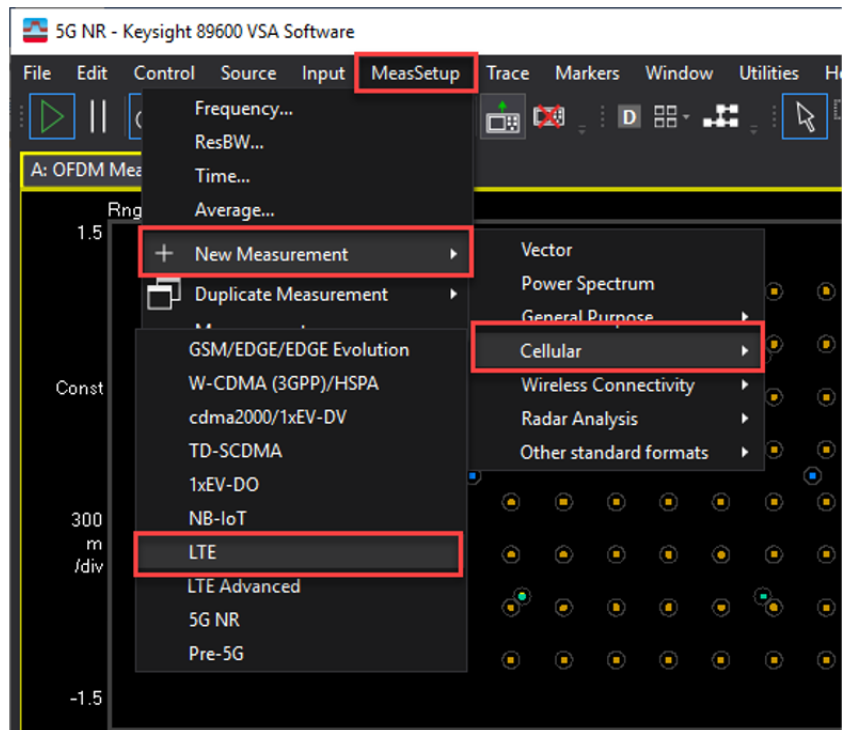 5G NR - Keysight 89600 VSA Software
File Edit Control Source Input MeasSetup Trace Markers Window Utilities
D
A: OFDM
Rng
1.5
Const
300
m
/div
-1.5
Frequency...
ResBW...
Time...
Average...
New Measurement
Duplicate Measurement
Vector
Power Spectrum
General Purpose
Cellular
Wireless Connectivity
Radar Analysis
Other standard formats
GSM/EDGE/EDGE Evolution
W-CDMA (3GPP)/HSPA
cdma2000/1xEV-DV
TD-SCDMA
1xEV-DO
NB-IoT
LTE
LTE Advanced
5G NR
Pre-5G